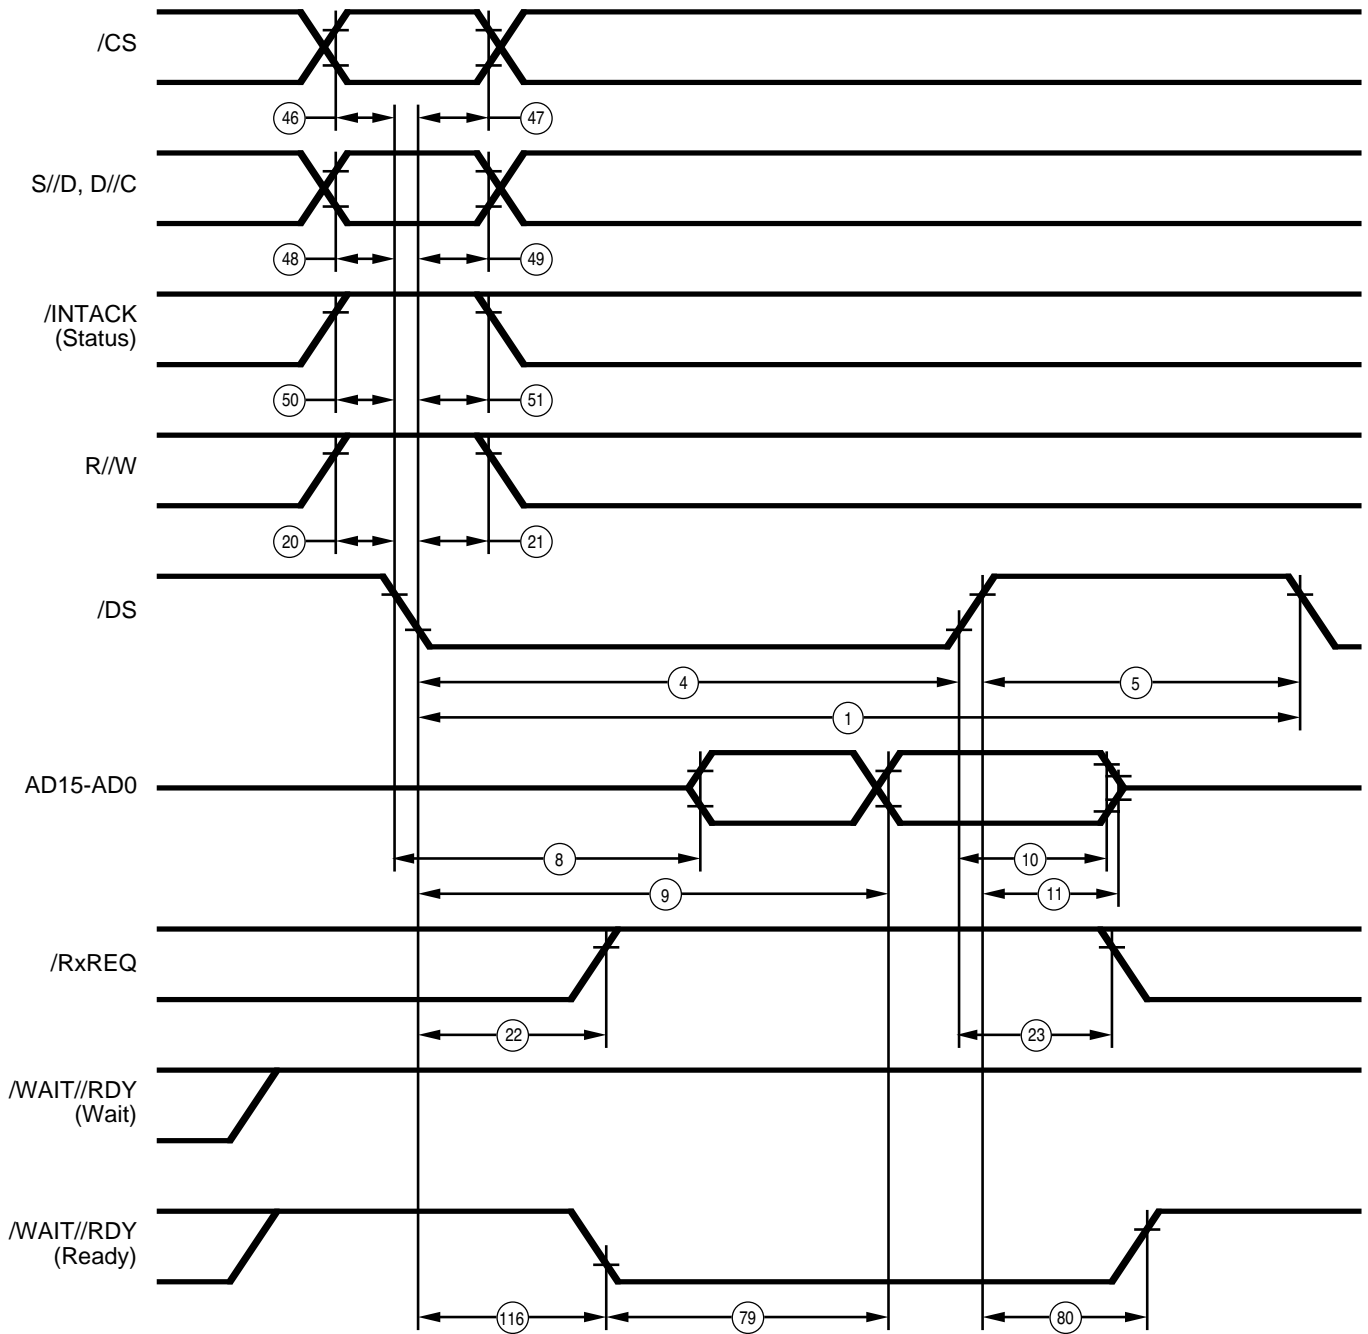 /CS
46
47
S//D, D//C
48
49
/INTACK
(Status)
50
51
R//W
20
21
/DS
4
5
1
AD15-AD0
8
10
9
11
/RxREQ
22
23
/WAIT//RDY
(Wait)
/WAIT//RDY
(Ready)
116
79
80